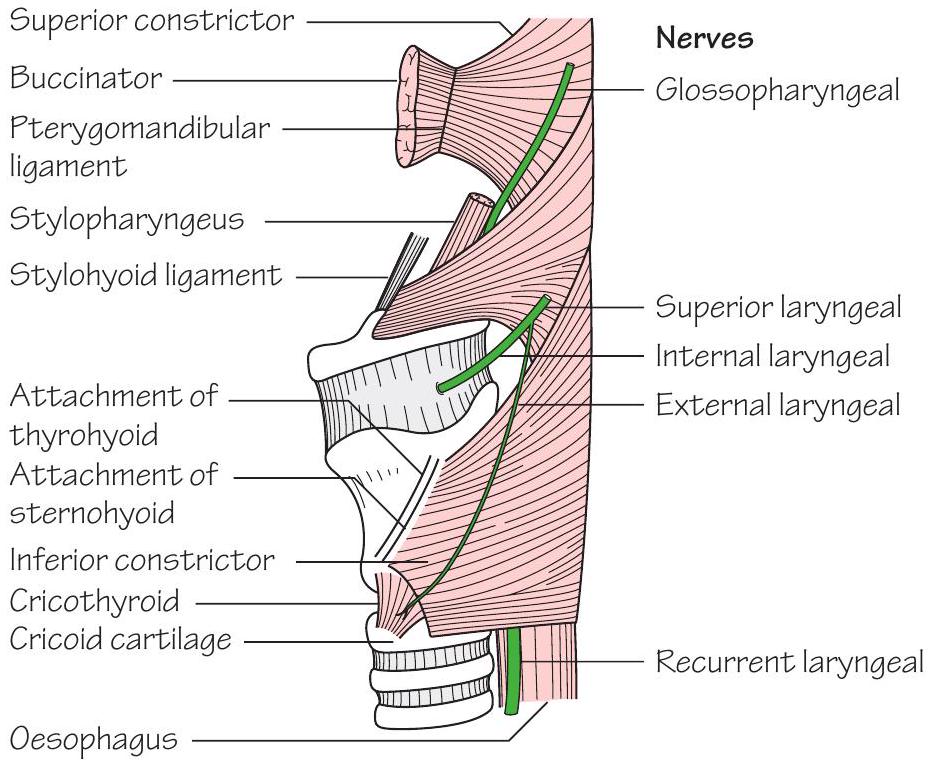 Superior constrictor
Buccinator
Pterygomandibular
ligament
Stylopharyngeus
Stylohyoid ligament
Attachment of
thyrohyoid
Attachment of
sternohyoid
Inferior constrictor
Cricothyroid
Cricoid cartilage
Oesophagus
Nerves
Glossopharyngeal
Superior laryngeal
Internal laryngeal
External laryngeal
Recurrent laryngeal